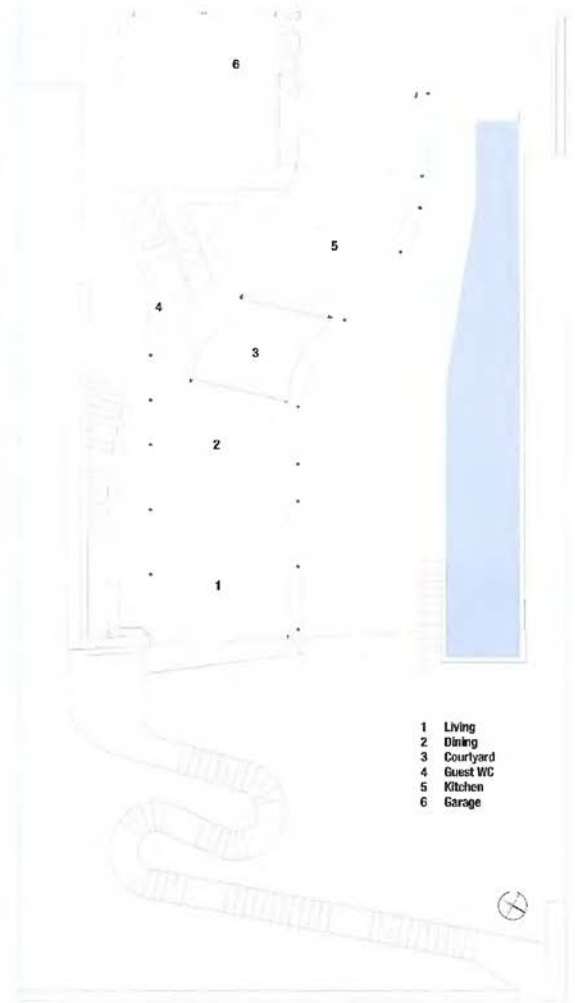 6
5
4
3
2
1
1 Living
2 Dining
3 Courtyard
4 Guest WC
5 Kitchen
6 Garage